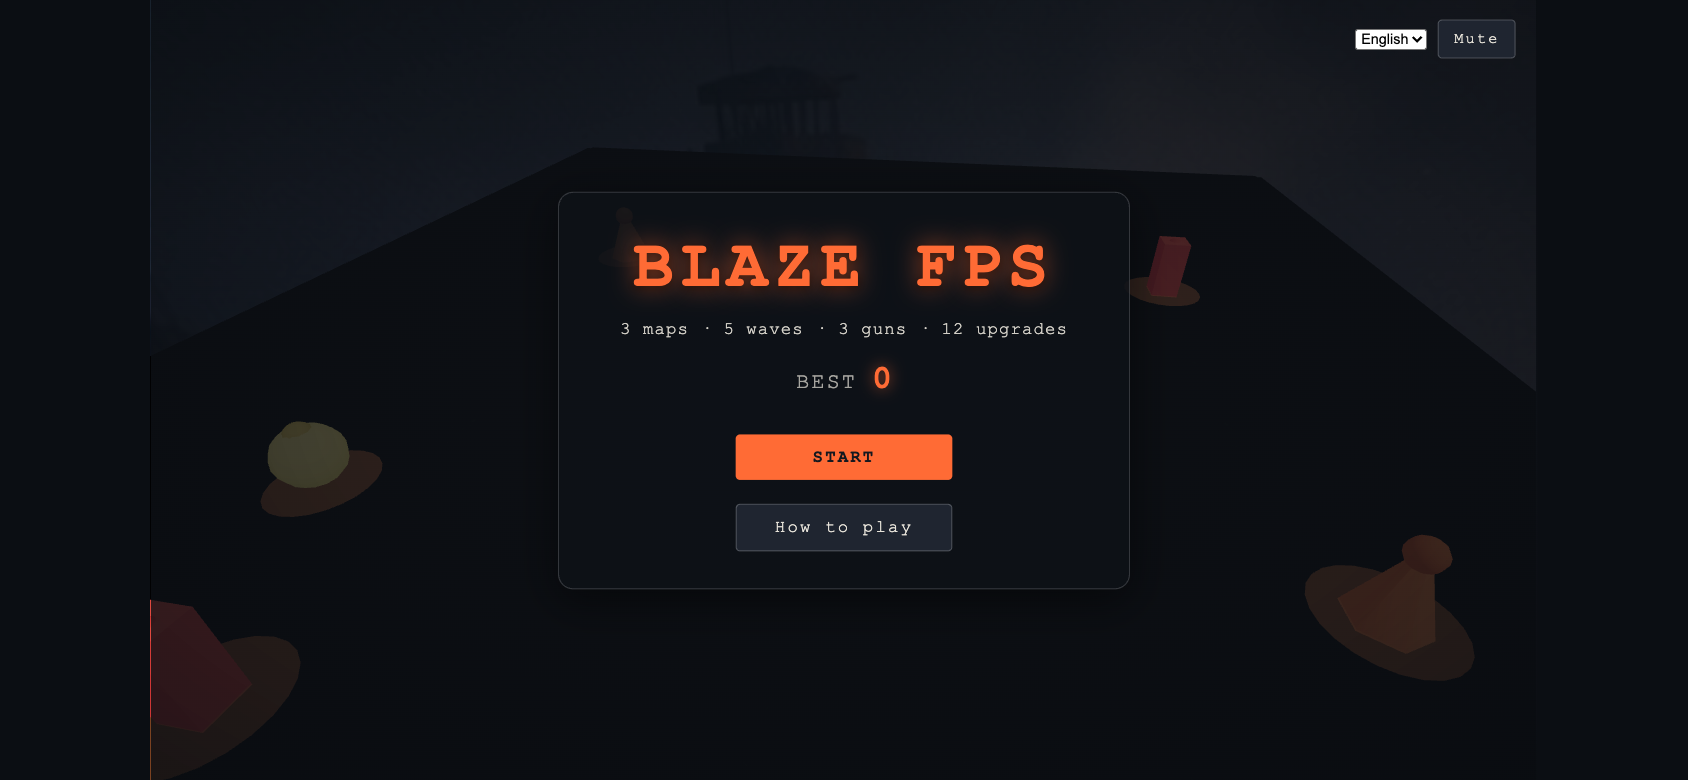 English
Mute
BLAZE FPS
3 maps · 5 waves · 3 guns · 12 upgrades
BEST 0
START
How to play